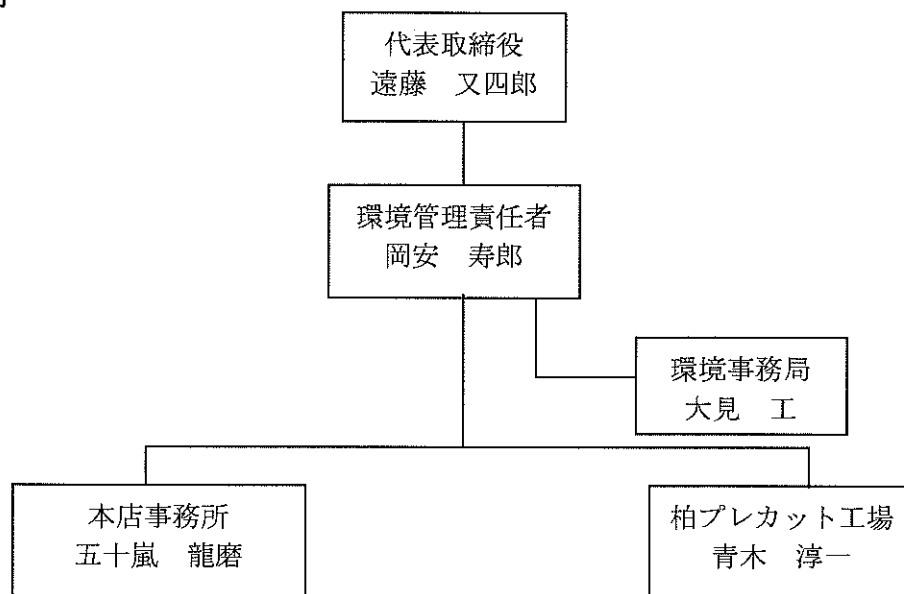 代表取締役
遠藤　又四郎
環境管理責任者
岡安　寿郎
環境事務局
大見　工
本店事務所
五十嵐　龍磨
柏プレカット工場
青木　淳一